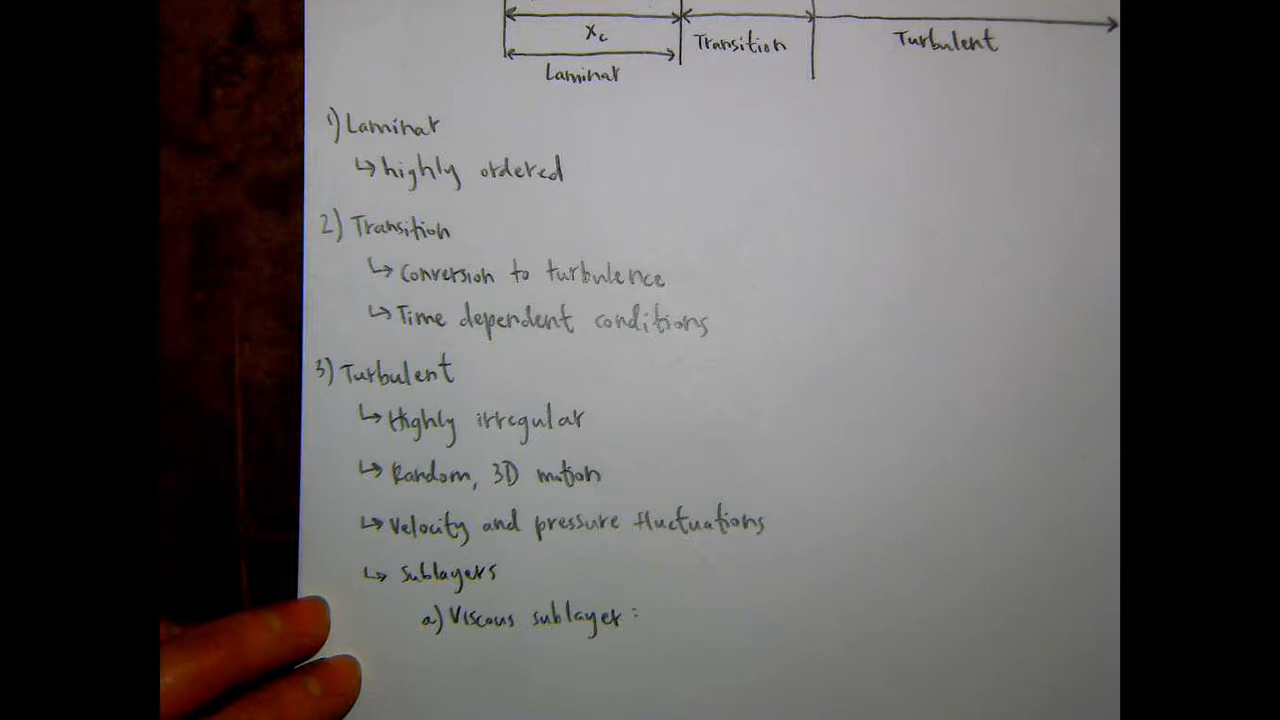 xc
Transition
Turbulent
Laminar
1) Laminar
↳ highly ordered
2) Transition
↳ Conversion to turbulence
↳ Time dependent conditions
3) Turbulent
↳ Highly irregular
↳ Random, 3D motion
↳ Velocity and pressure fluctuations
↳ Sublayers
a) Viscous sublayer :